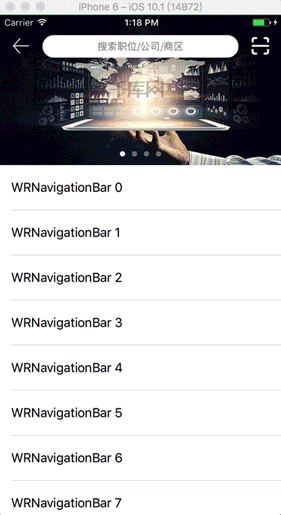 iPhone 6 – iOS 10.1 (14B72)
Carrier 1:18 PM
搜索职位/公司/商区
WRNavigationBar 0
WRNavigationBar 1
WRNavigationBar 2
WRNavigationBar 3
WRNavigationBar 4
WRNavigationBar 5
WRNavigationBar 6
WRNavigationBar 7